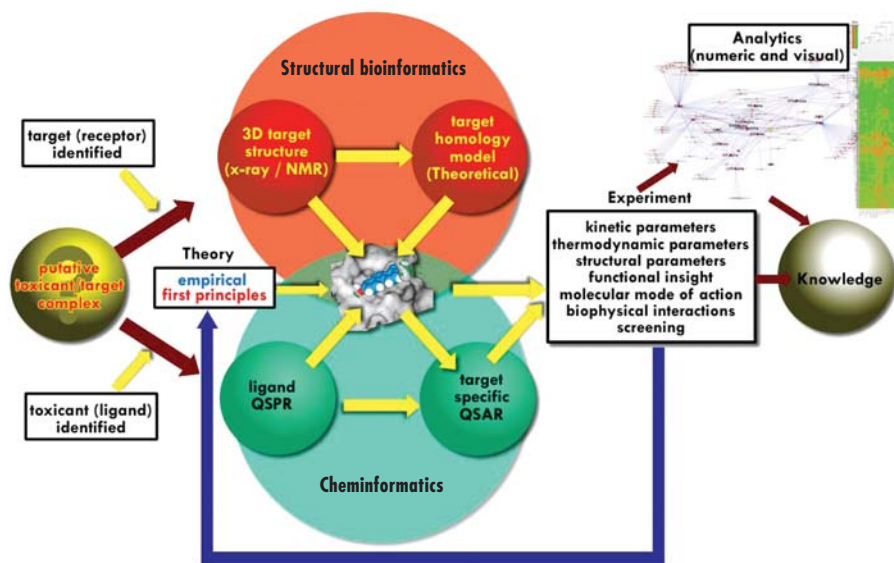 Structural bioinformatics
3D target
structure
(x-ray / NMR)
target
homology
model
(Theoretical)
target (receptor)
identified
putative
toxicant/target
complex
toxicant (ligand)
identified
Theory
empirical
first principles
ligand
QSPR
target
specific
QSAR
Cheminformatics
Experiment
kinetic parameters
thermodynamic parameters
structural parameters
functional insight
molecular mode of action
biophysical interactions
screening
Analytics
(numeric and visual)
Knowledge